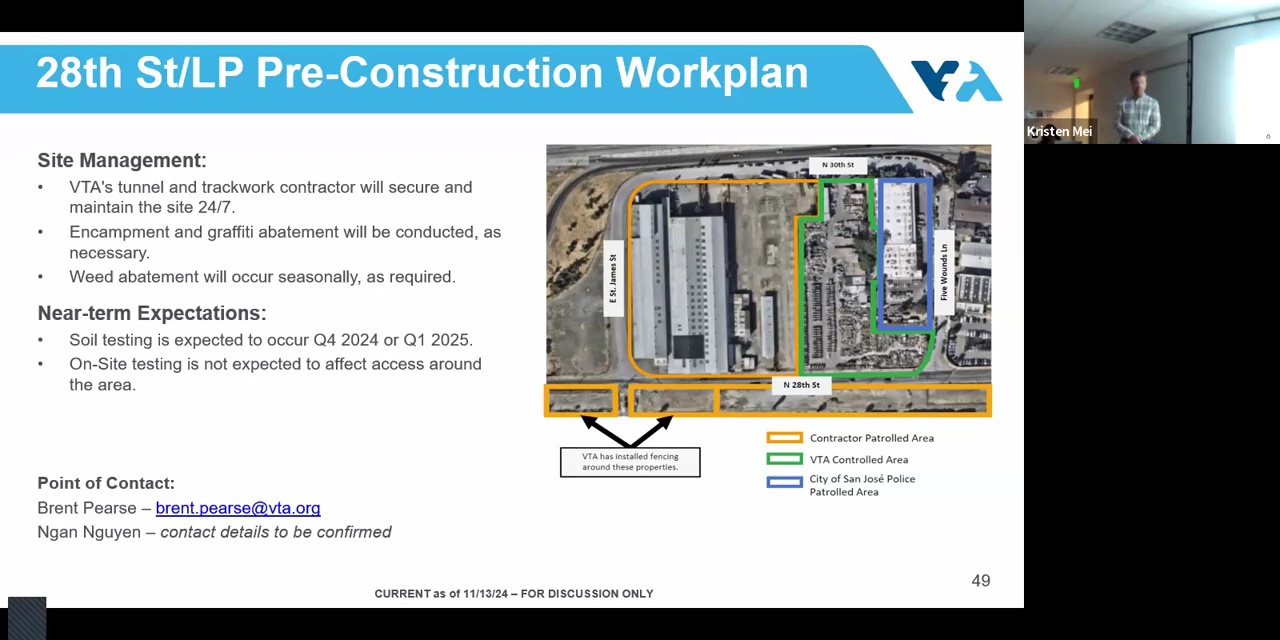 28th St/LP Pre-Construction Workplan
VTA
Kristen Mei
Site Management:
• VTA's tunnel and trackwork contractor will secure and
maintain the site 24/7.
• Encampment and graffiti abatement will be conducted, as
necessary.
• Weed abatement will occur seasonally, as required.
Near-term Expectations:
• Soil testing is expected to occur Q4 2024 or Q1 2025.
• On-Site testing is not expected to affect access around
the area.
Point of Contact:
Brent Pearse – brent.pearse@vta.org
Ngan Nguyen – contact details to be confirmed
N 30th St
E St. James St
Five Wounds Ln
N 28th St
VTA has installed fencing
around these properties.
Contractor Patrolled Area
VTA Controlled Area
City of San José Police
Patrolled Area
49
CURRENT as of 11/13/24 – FOR DISCUSSION ONLY